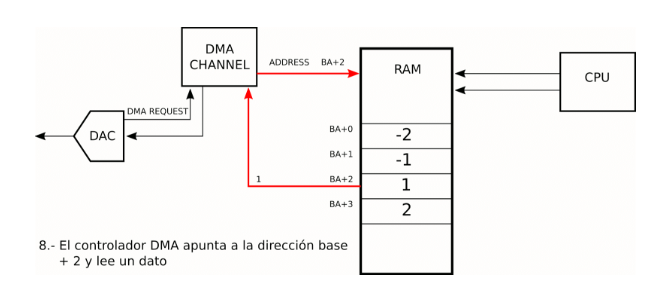 DMA
CHANNEL
ADDRESS BA+2
RAM
CPU
DMA REQUEST
DAC
BA+0 -2
BA+1 -1
1 BA+2 1
BA+3 2
8.- El controlador DMA apunta a la dirección base
+ 2 y lee un dato